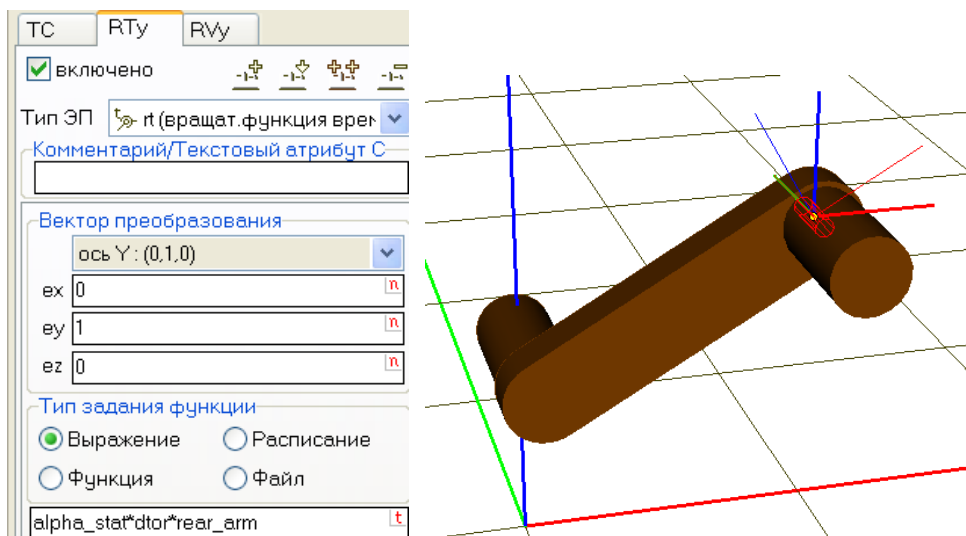 TC RTy RVy
включено
Тип ЭП rt (вращат.функция врем
Комментарий/Текстовый атрибут C
Вектор преобразования
ось Y : (0,1,0)
ex 0 n
ey 1 n
ez 0 n
Тип задания функции
Выражение Расписание
Функция Файл
alpha_stat*dtor*rear_arm t